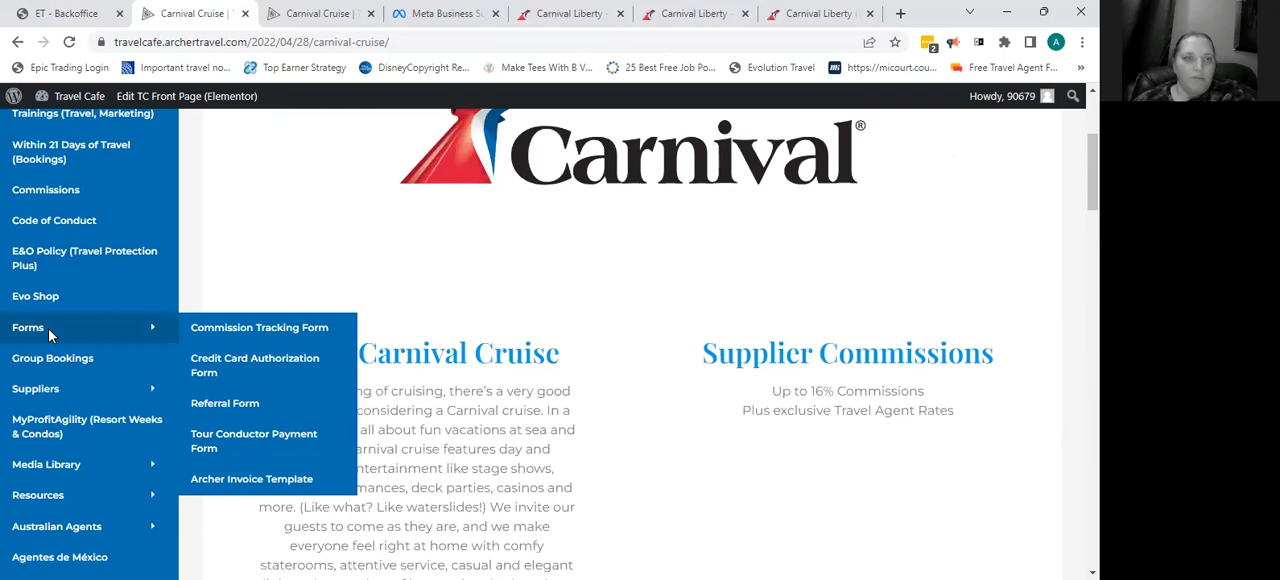 ET - Backoffice
Carnival Cruise |
Carnival Cruise |
Meta Business Su
Carnival Liberty -
Carnival Liberty -
Carnival Liberty
travelcafe.archertravel.com/2022/04/28/carnival-cruise/
2
A
Epic Trading Login
Important travel no...
Top Earner Strategy
DisneyCopyright Re...
Make Tees With B V...
25 Best Free Job Po...
Evolution Travel
https://micourt.cou...
Free Travel Agent F...
»
Travel Cafe
Edit TC Front Page (Elementor)
Howdy, 90679
Trainings (Travel, Marketing)
Within 21 Days of Travel
(Bookings)
Commissions
Code of Conduct
E&O Policy (Travel Protection
Plus)
Evo Shop
Forms
Group Bookings
Suppliers
MyProfitAgility (Resort Weeks
& Condos)
Media Library
Resources
Australian Agents
Agentes de México
Commission Tracking Form
Credit Card Authorization
Form
Referral Form
Tour Conductor Payment
Form
Archer Invoice Template
Carnival®
Carnival Cruise
ng of cruising, there's a very good
considering a Carnival cruise. In a
all about fun vacations at sea and
arnival cruise features day and
ntertainment like stage shows,
mances, deck parties, casinos and
more. (Like what? Like waterslides!) We invite our
guests to come as they are, and we make
everyone feel right at home with comfy
staterooms, attentive service, casual and elegant
Supplier Commissions
Up to 16% Commissions
Plus exclusive Travel Agent Rates